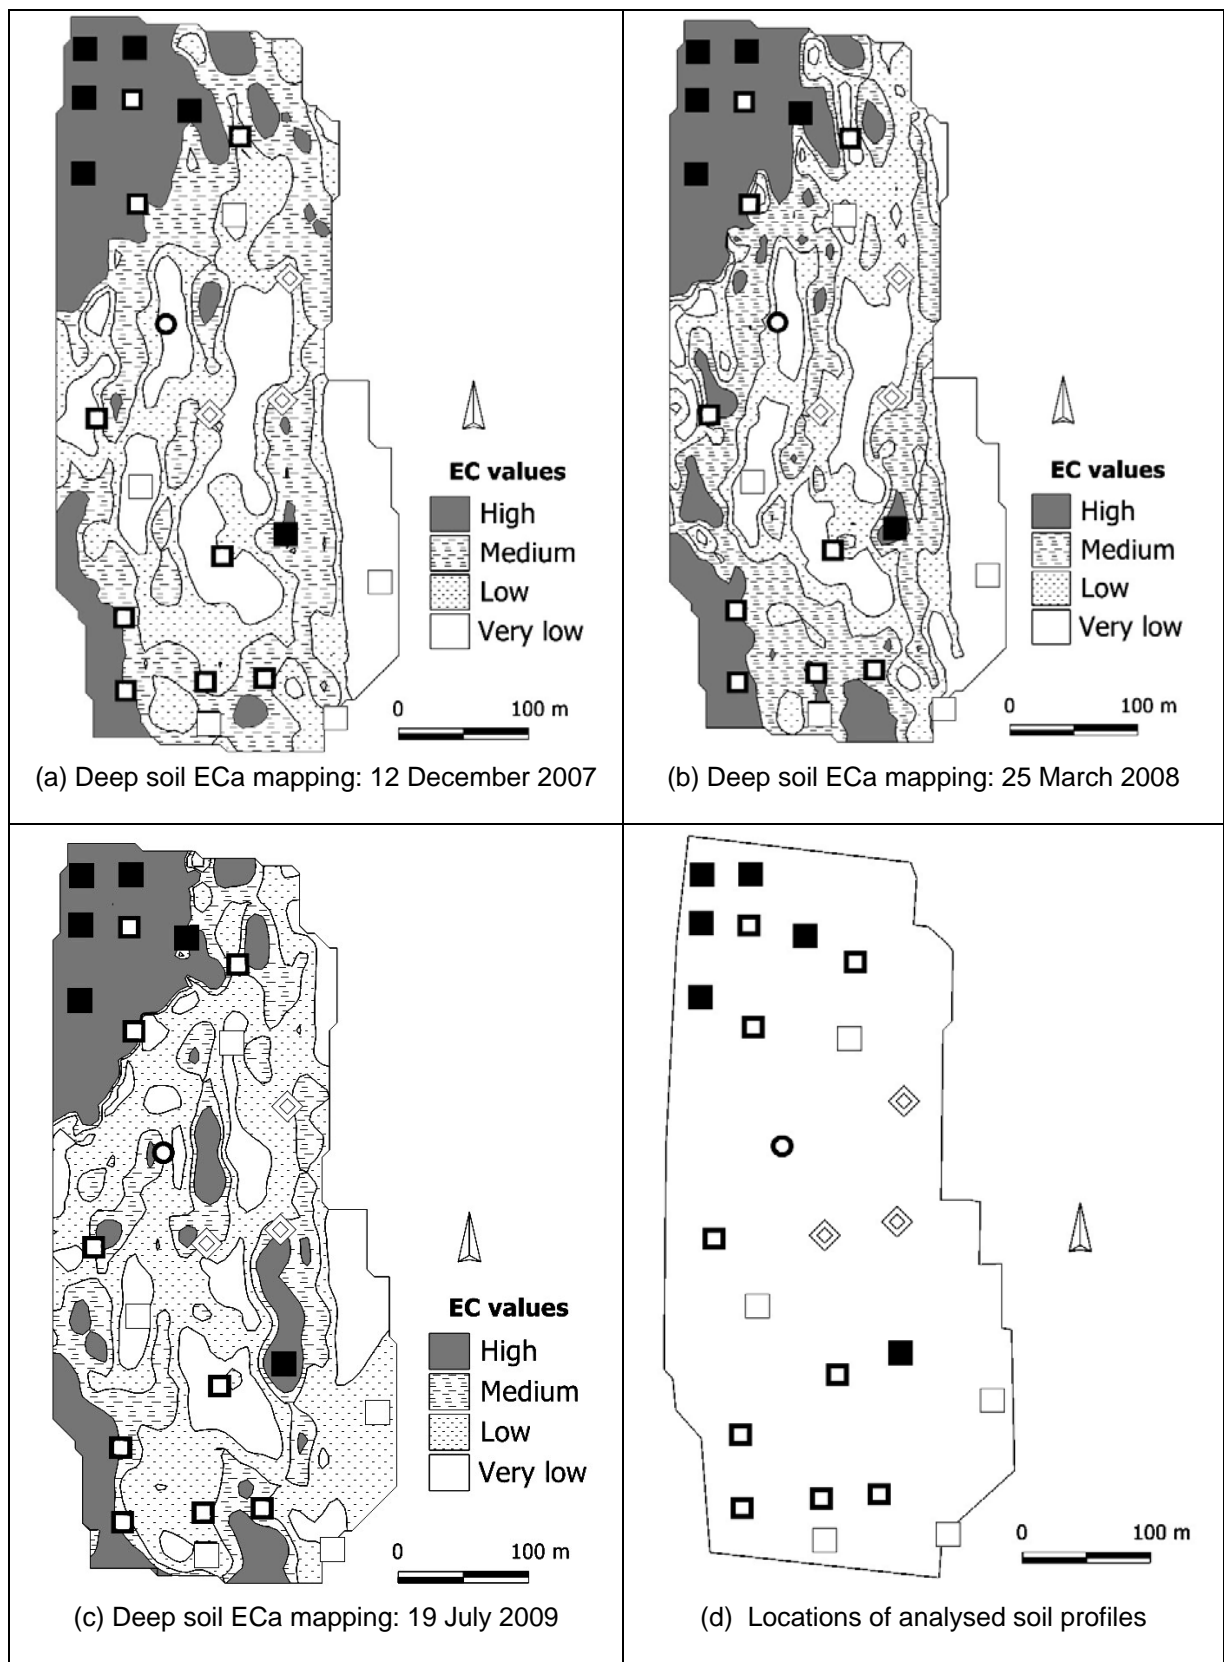 EC values
High
Medium
Low
Very low
0 100 m
(a) Deep soil ECa mapping: 12 December 2007
EC values
High
Medium
Low
Very low
0 100 m
(b) Deep soil ECa mapping: 25 March 2008
EC values
High
Medium
Low
Very low
0 100 m
(c) Deep soil ECa mapping: 19 July 2009
0 100 m
(d) Locations of analysed soil profiles